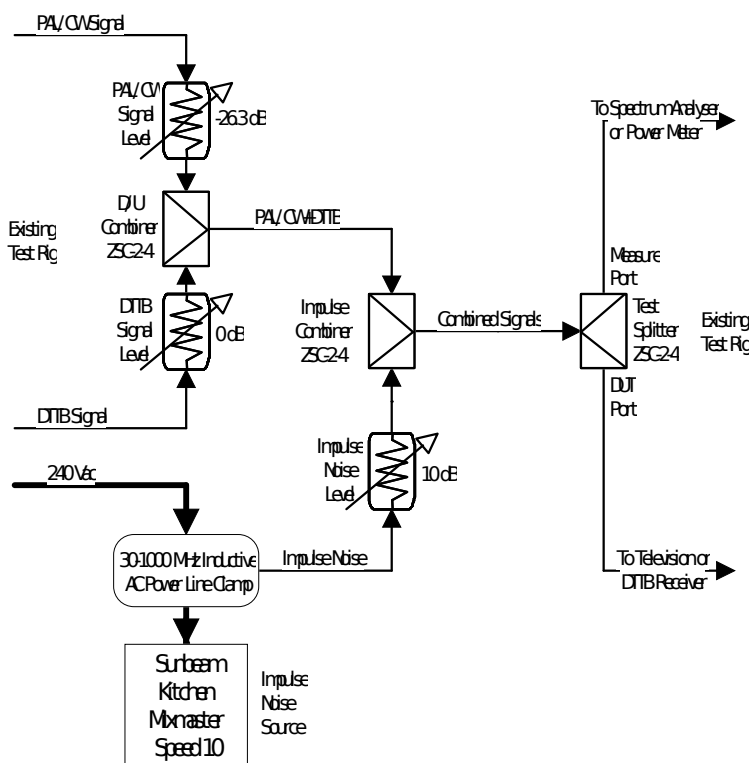 PAL/CW Signal
PAL/CW
Signal
Level
-26.3 dB
To Spectrum Analyser
or Power Meter
D/U
Combiner
ZSC-2-4
Existing
Test Rig
PAL/CW+DTTB
Measure
Port
DTTB
Signal
Level
0 dB
Impulse
Combiner
ZSC-2-4
Combined Signals
Test
Splitter
ZSC-2-4
Existing
Test Rig
DUT
Port
DTTB Signal
Impulse
Noise
Level
10 dB
240 Vac
30-1000 MHz Inductive
AC Power Line Clamp
Impulse Noise
To Television or
DTTB Receiver
Sunbeam
Kitchen
Mixmaster
Speed 10
Impulse
Noise
Source